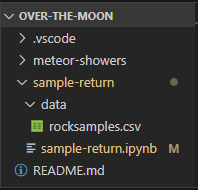 OVER-THE-MOON
.vscode
meteor-showers
sample-return
data
rocksamples.csv
sample-return.ipynb M
README.md